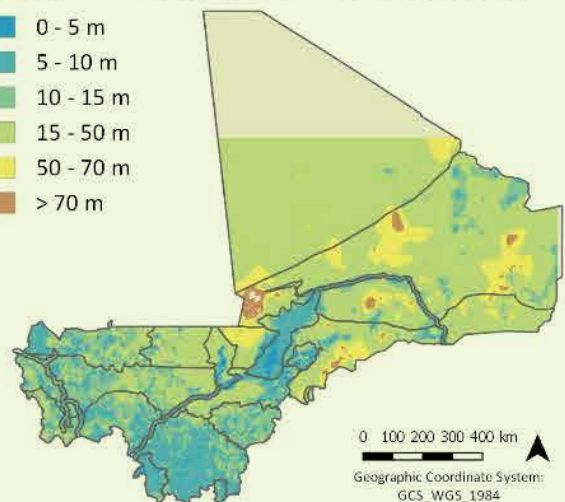 0 - 5 m
5 - 10 m
10 - 15 m
15 - 50 m
50 - 70 m
> 70 m
0 100 200 300 400 km
Geographic Coordinate System:
GCS_WGS_1984